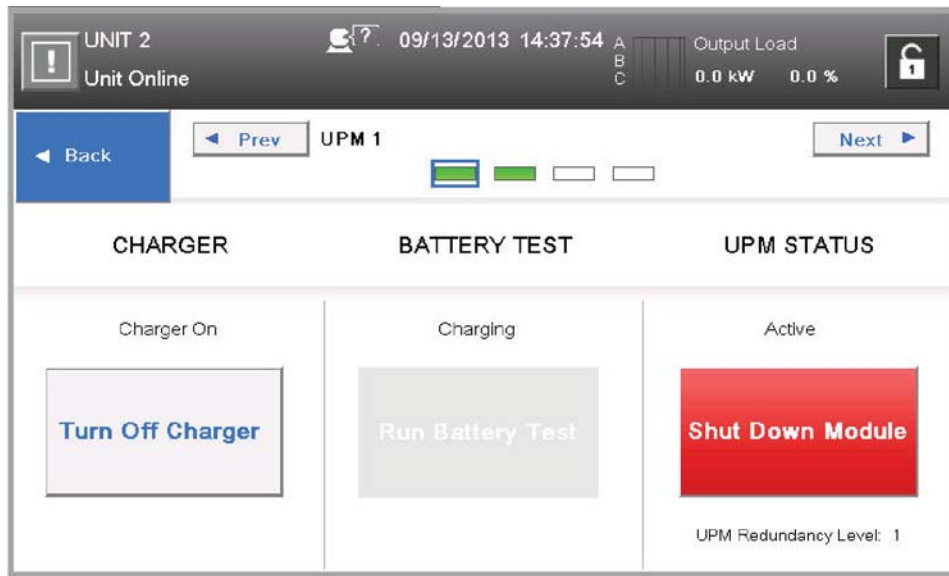 UNIT 2
Unit Online
!
?
09/13/2013 14:37:54
A
B
C
Output Load
0.0 kW 0.0 %
1
◄ Back
◄ Prev
UPM 1
Next ►
CHARGER
BATTERY TEST
UPM STATUS
Charger On
Charging
Active
Turn Off Charger
Run Battery Test
Shut Down Module
UPM Redundancy Level: 1